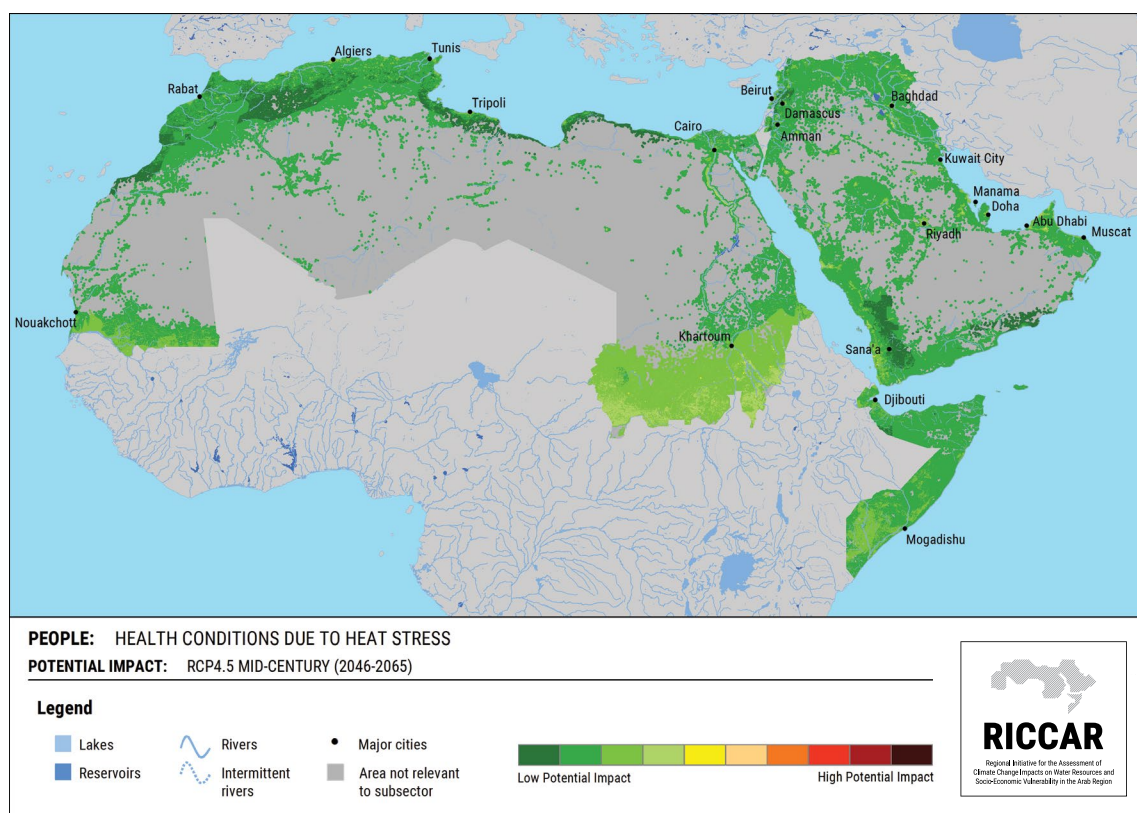 Algiers
Tunis
Rabat
Tripoli
Beirut
Damascus
Baghdad
Cairo
Amman
Kuwait City
Manama
Doha
Abu Dhabi
Riyadh
Muscat
Nouakchott
Khartoum
Sana'a
Djibouti
Mogadishu
PEOPLE: HEALTH CONDITIONS DUE TO HEAT STRESS
POTENTIAL IMPACT: RCP4.5 MID-CENTURY (2046-2065)
Legend
Lakes
Reservoirs
Rivers
Intermittent
rivers
Major cities
Area not relevant
to subsector
Low Potential Impact
High Potential Impact
RICCAR
Regional Initiative for the Assessment of
Climate Change Impacts on Water Resources and
Socio-Economic Vulnerability in the Arab Region